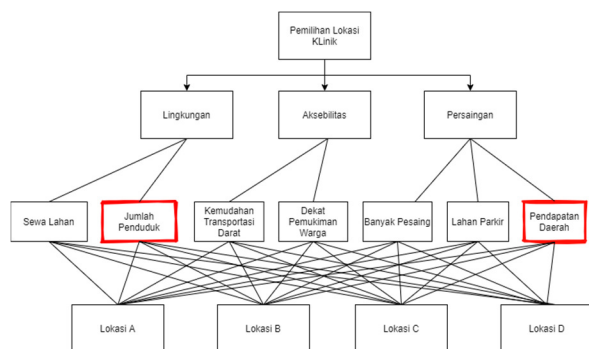 Pemilihan Lokasi
KLinik
Lingkungan
Aksebilitas
Persaingan
Sewa Lahan
Jumlah
Penduduk
Kemudahan
Transportasi
Darat
Dekat
Pemukiman
Warga
Banyak Pesaing
Lahan Parkir
Pendapatan
Daerah
Lokasi A
Lokasi B
Lokasi C
Lokasi D